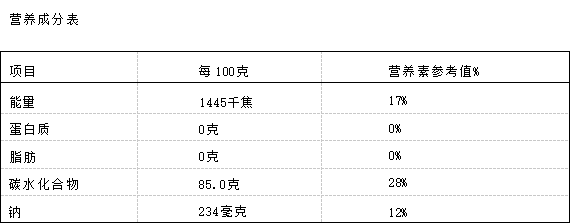 营养成分表
项目 每 100克 营养素参考值%
能量 1445千焦 17%
蛋白质 0克 0%
脂肪 0克 0%
碳水化合物 85.0克 28%
钠 234毫克 12%